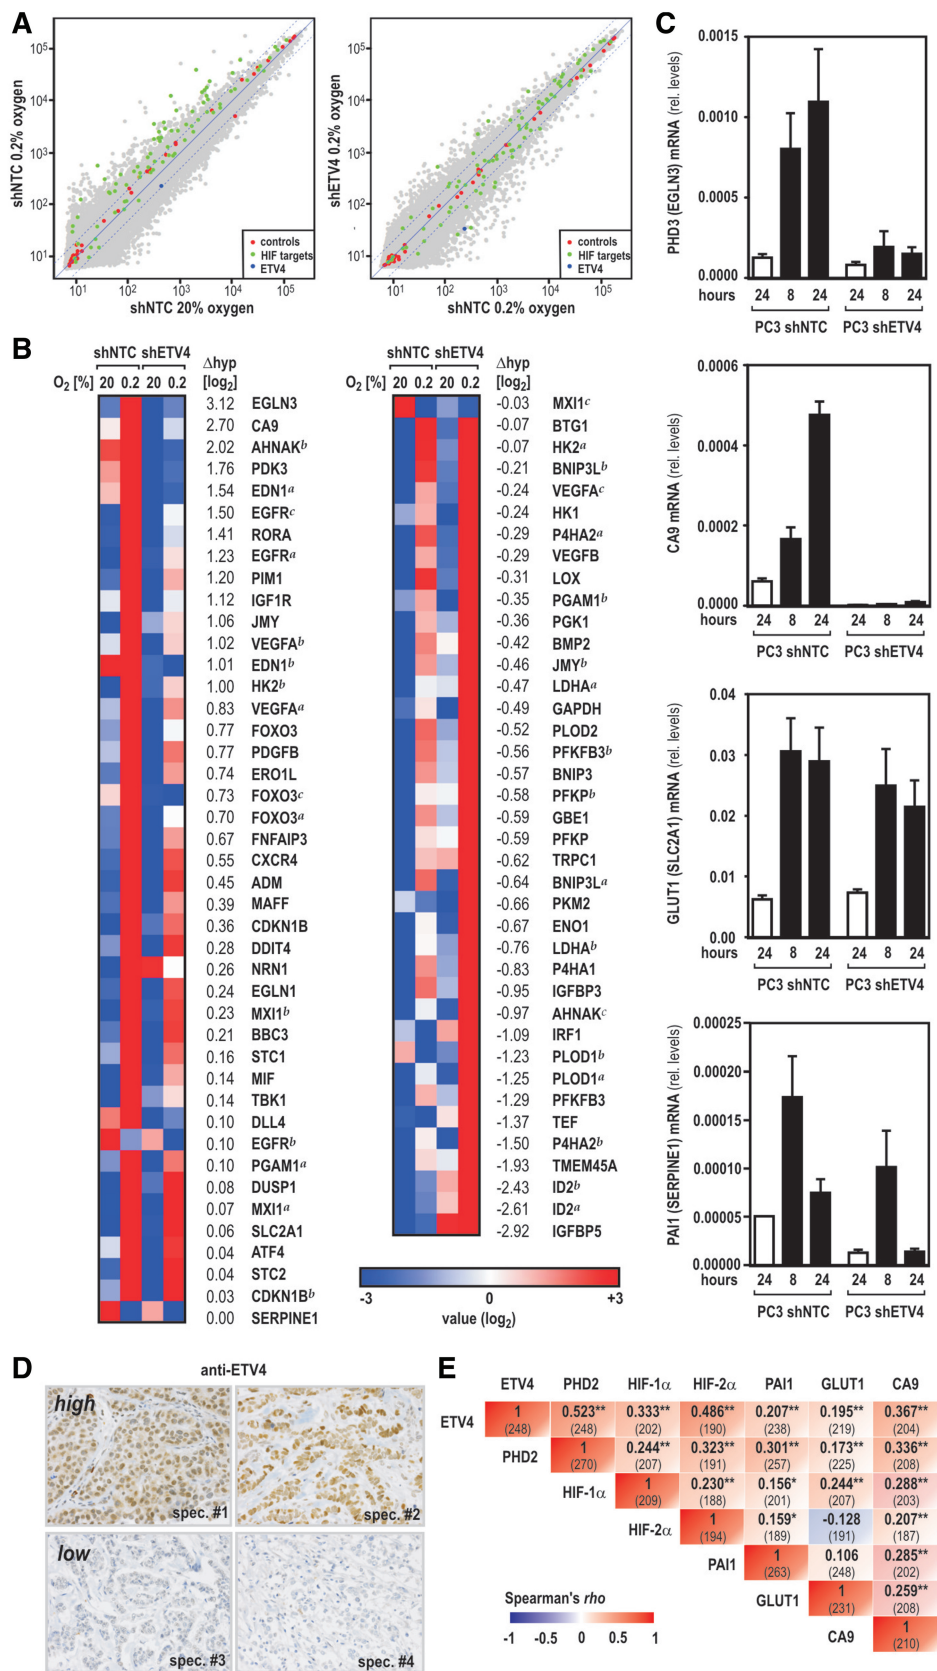 A
shNTC 0.2% oxygen
10⁵
10⁴
10³
10²
10¹
controls
HIF targets
ETV4
10¹ 10² 10³ 10⁴ 10⁵
shNTC 20% oxygen
shETV4 0.2% oxygen
10⁵
10⁴
10³
10²
10¹
controls
HIF targets
ETV4
10¹ 10² 10³ 10⁴ 10⁵
shNTC 0.2% oxygen
B
shNTC shETV4 Δhyp
O₂ [%] 20 0.2 20 0.2 [log₂]
3.12 EGLN3
2.70 CA9
2.02 AHNAKᵇ
1.76 PDK3
1.54 EDN1ᵃ
1.50 EGFRᶜ
1.41 RORA
1.23 EGFRᵃ
1.20 PIM1
1.12 IGF1R
1.06 JMY
1.02 VEGFAᵇ
1.01 EDN1ᵇ
1.00 HK2ᵇ
0.83 VEGFAᵃ
0.77 FOXO3
0.77 PDGFB
0.74 ERO1L
0.73 FOXO3ᶜ
0.70 FOXO3ᵃ
0.67 FNFAIP3
0.55 CXCR4
0.45 ADM
0.39 MAFF
0.36 CDKN1B
0.28 DDIT4
0.26 NRN1
0.24 EGLN1
0.23 MXI1ᵇ
0.21 BBC3
0.16 STC1
0.14 MIF
0.14 TBK1
0.10 DLL4
0.10 EGFRᵇ
0.10 PGAM1ᵃ
0.08 DUSP1
0.07 MXI1ᵃ
0.06 SLC2A1
0.04 ATF4
0.04 STC2
0.03 CDKN1Bᵇ
0.00 SERPINE1
shNTC shETV4 Δhyp
O₂ [%] 20 0.2 20 0.2 [log₂]
-0.03 MXI1ᶜ
-0.07 BTG1
-0.07 HK2ᵃ
-0.21 BNIP3Lᵇ
-0.24 VEGFAᶜ
-0.24 HK1
-0.29 P4HA2ᵃ
-0.29 VEGFB
-0.31 LOX
-0.35 PGAM1ᵇ
-0.36 PGK1
-0.42 BMP2
-0.46 JMYᵇ
-0.47 LDHAᵃ
-0.49 GAPDH
-0.52 PLOD2
-0.56 PFKFB3ᵇ
-0.57 BNIP3
-0.58 PFKPᵇ
-0.59 GBE1
-0.59 PFKP
-0.62 TRPC1
-0.64 BNIP3Lᵃ
-0.66 PKM2
-0.67 ENO1
-0.76 LDHAᵇ
-0.83 P4HA1
-0.95 IGFBP3
-0.97 AHNAKᶜ
-1.09 IRF1
-1.23 PLOD1ᵇ
-1.25 PLOD1ᵃ
-1.29 PFKFB3
-1.37 TEF
-1.50 P4HA2ᵇ
-1.93 TMEM45A
-2.43 ID2ᵇ
-2.61 ID2ᵃ
-2.92 IGFBP5
-3 0 +3
value (log₂)
C
PHD3 (EGLN3) mRNA (rel. levels)
0.0015
0.0010
0.0005
0.0000
hours 24 8 24 24 8 24
PC3 shNTC PC3 shETV4
CA9 mRNA (rel. levels)
0.0006
0.0004
0.0002
0.0000
hours 24 8 24 24 8 24
PC3 shNTC PC3 shETV4
GLUT1 (SLC2A1) mRNA (rel. levels)
0.04
0.03
0.02
0.01
0.00
hours 24 8 24 24 8 24
PC3 shNTC PC3 shETV4
PAI1 (SERPINE1) mRNA (rel. levels)
0.00025
0.00020
0.00015
0.00010
0.00005
0.00000
hours 24 8 24 24 8 24
PC3 shNTC PC3 shETV4
D
anti-ETV4
high
spec. #1
spec. #2
low
spec. #3
spec. #4
E
ETV4 PHD2 HIF-1α HIF-2α PAI1 GLUT1 CA9
ETV4 1 0.523** 0.333** 0.486** 0.207** 0.195** 0.367**
(248) (248) (202) (190) (238) (219) (204)
PHD2 1 0.244** 0.323** 0.301** 0.173** 0.336**
(270) (207) (191) (257) (225) (208)
HIF-1α 1 0.230** 0.156* 0.244** 0.288**
(209) (188) (201) (207) (203)
HIF-2α 1 0.159* -0.128 0.207**
(194) (189) (191) (187)
PAI1 1 0.106 0.285**
(263) (248) (202)
GLUT1 1 0.259**
(231) (208)
CA9 1
(210)
Spearman's rho
-1 -0.5 0 0.5 1